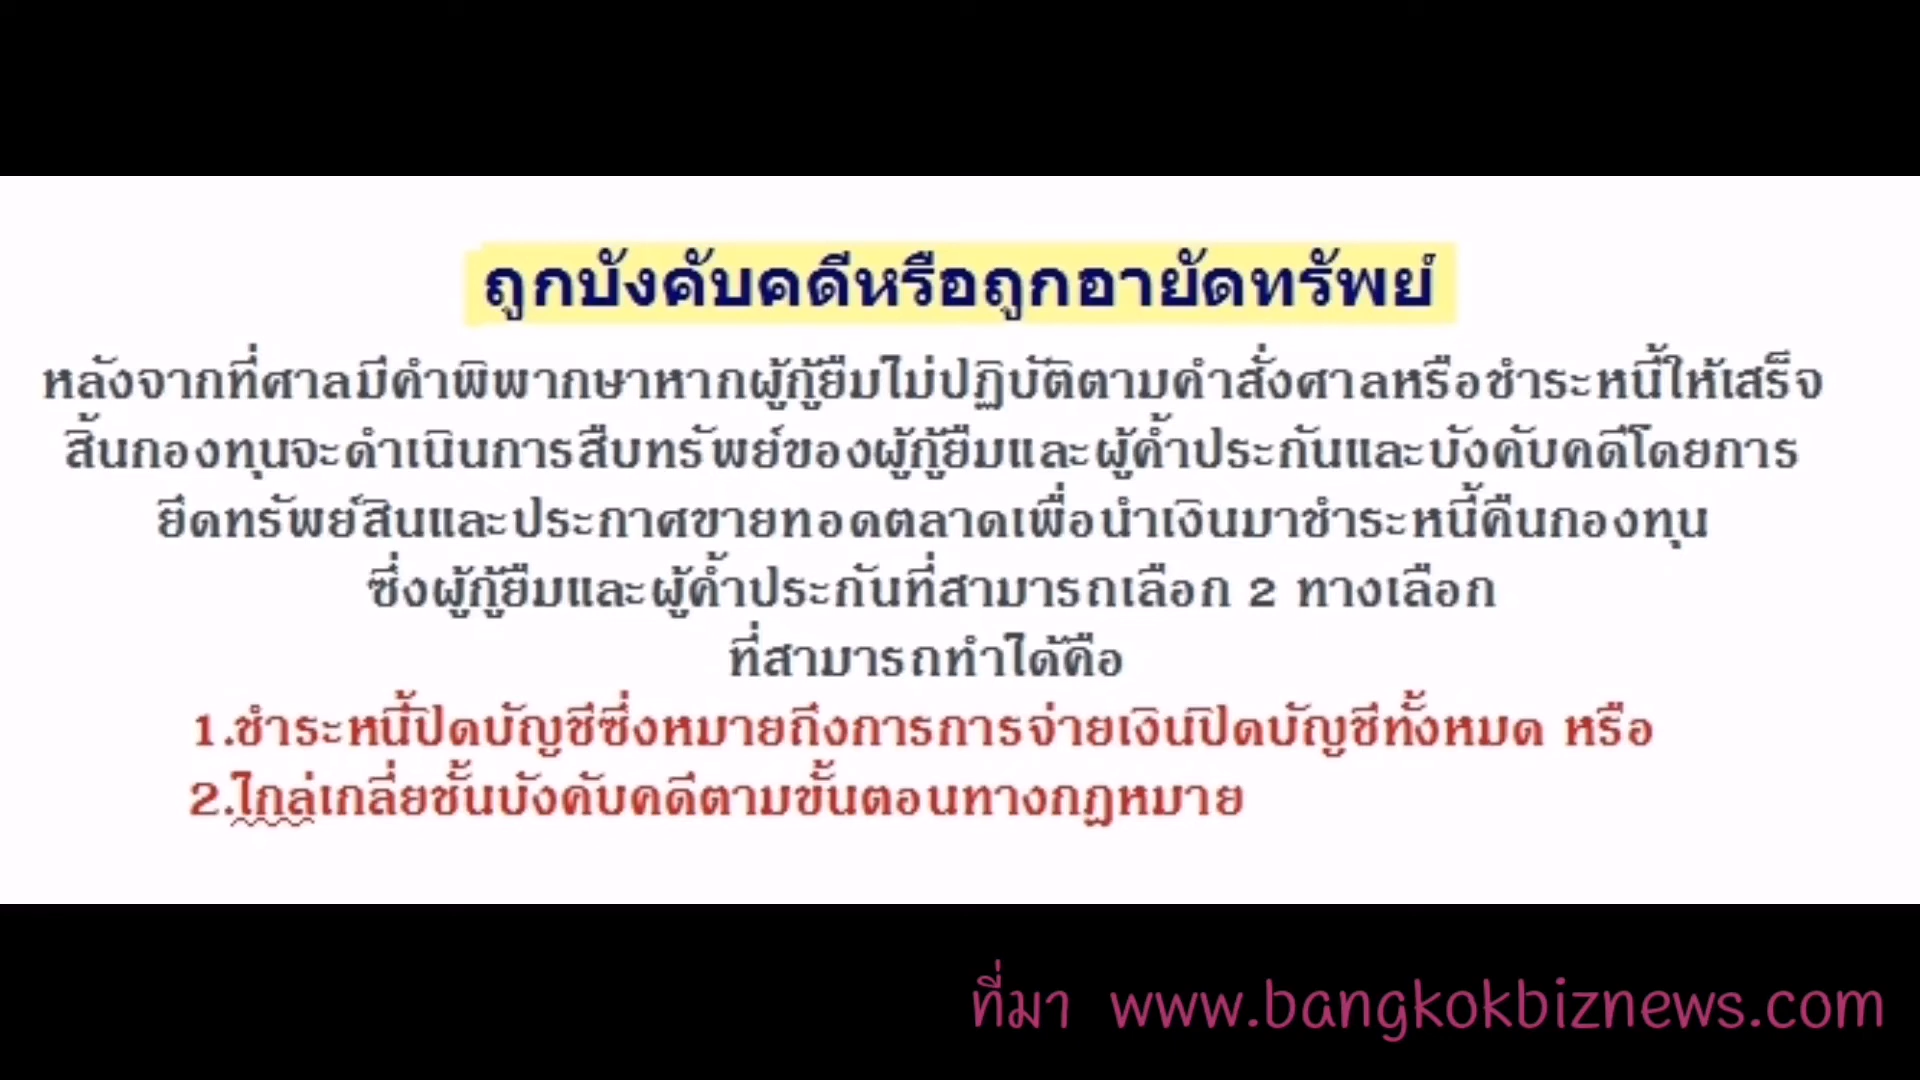 ถูกบังคับคดีหรือถูกอายัดทรัพย์
หลังจากที่ศาลมีคำพิพากษาหากผู้กู้ยืมไม่ปฏิบัติตามคำสั่งศาลหรือชำระหนี้ให้เสร็จ
สิ้นกองทุนจะดำเนินการสืบทรัพย์ของผู้กู้ยืมและผู้ค้ำประกันและบังคับคดีโดยการ
ยึดทรัพย์สินและประกาศขายทอดตลาดเพื่อนำเงินมาชำระหนี้คืนกองทุน
ซึ่งผู้กู้ยืมและผู้ค้ำประกันที่สามารถเลือก 2 ทางเลือก
ที่สามารถทำได้คือ
1.ชำระหนี้ปิดบัญชีซึ่งหมายถึงการการจ่ายเงินปิดบัญชีทั้งหมด หรือ
2.ไกล่เกลี่ยชั้นบังคับคดีตามขั้นตอนทางกฎหมาย
ที่มา www.bangkokbiznews.com